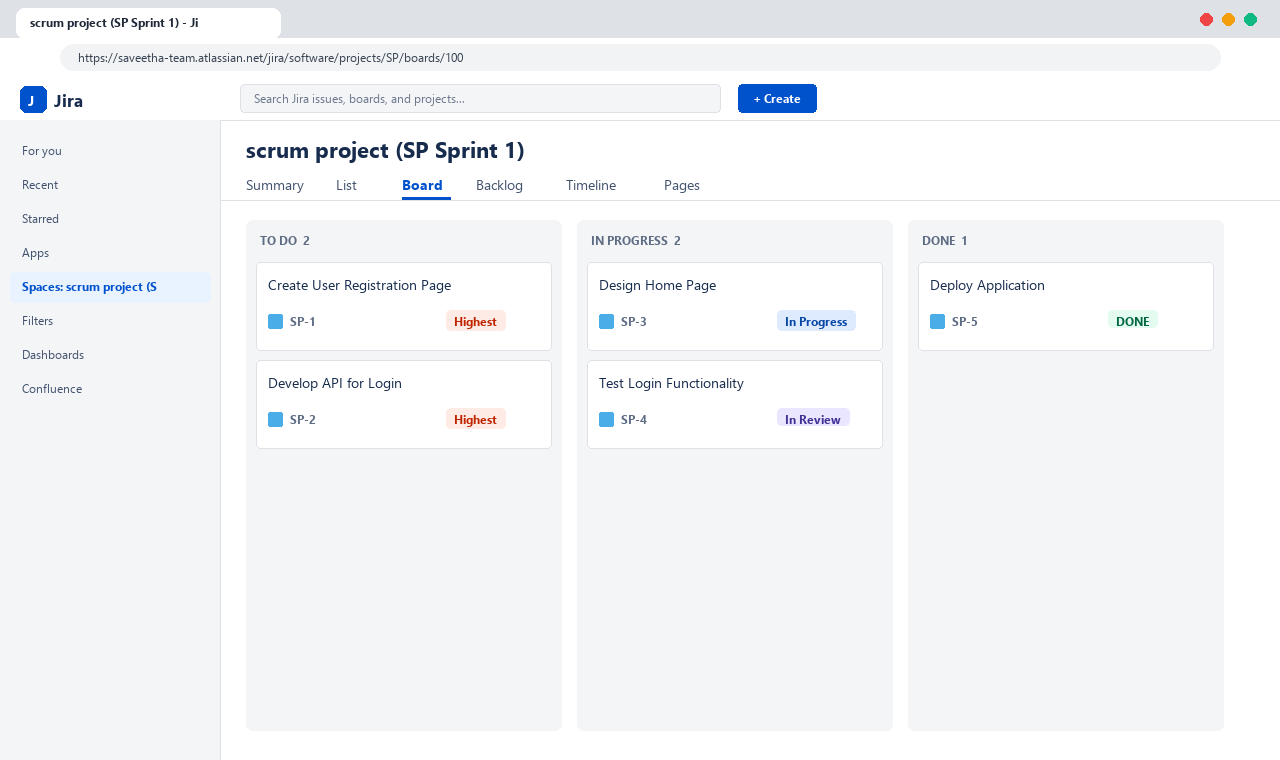 scrum project (SP Sprint 1) - Ji
https://saveetha-team.atlassian.net/jira/software/projects/SP/boards/100
J Jira
Search Jira issues, boards, and projects...
+ Create
For you
Recent
Starred
Apps
Spaces: scrum project (S
Filters
Dashboards
Confluence
scrum project (SP Sprint 1)
Summary List Board Backlog Timeline Pages
TO DO 2
Create User Registration Page
SP-1 Highest
Develop API for Login
SP-2 Highest
IN PROGRESS 2
Design Home Page
SP-3 In Progress
Test Login Functionality
SP-4 In Review
DONE 1
Deploy Application
SP-5 DONE